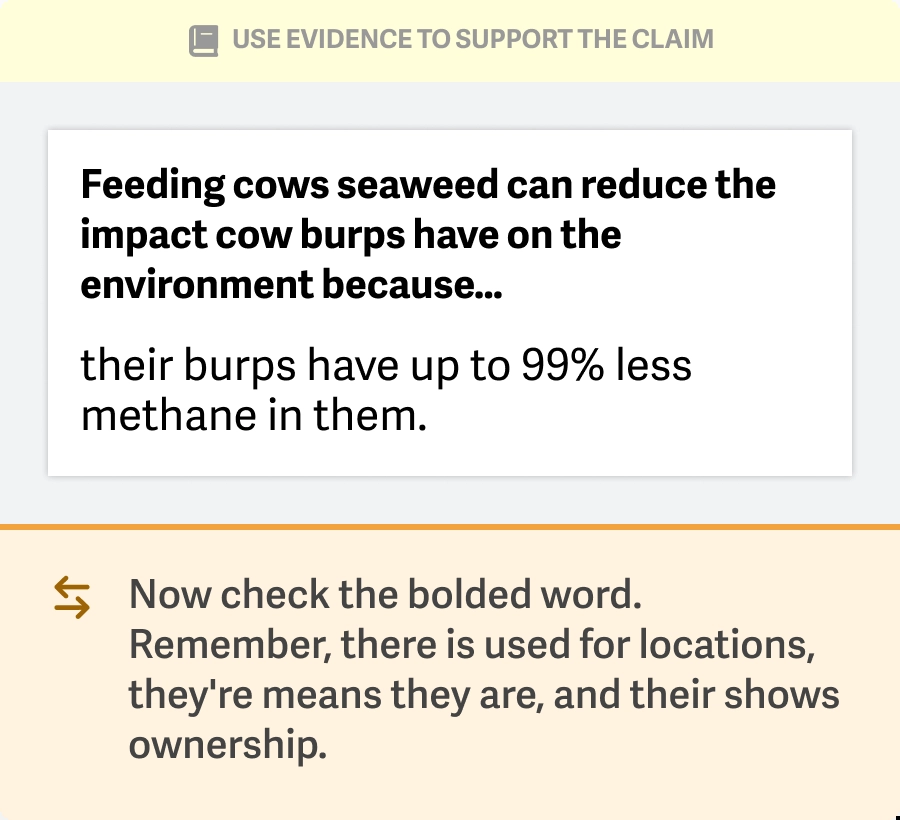 USE EVIDENCE TO SUPPORT THE CLAIM
Feeding cows seaweed can reduce the
impact cow burps have on the
environment because...
their burps have up to 99% less
methane in them.
Now check the bolded word.
Remember, there is used for locations,
they're means they are, and their shows
ownership.